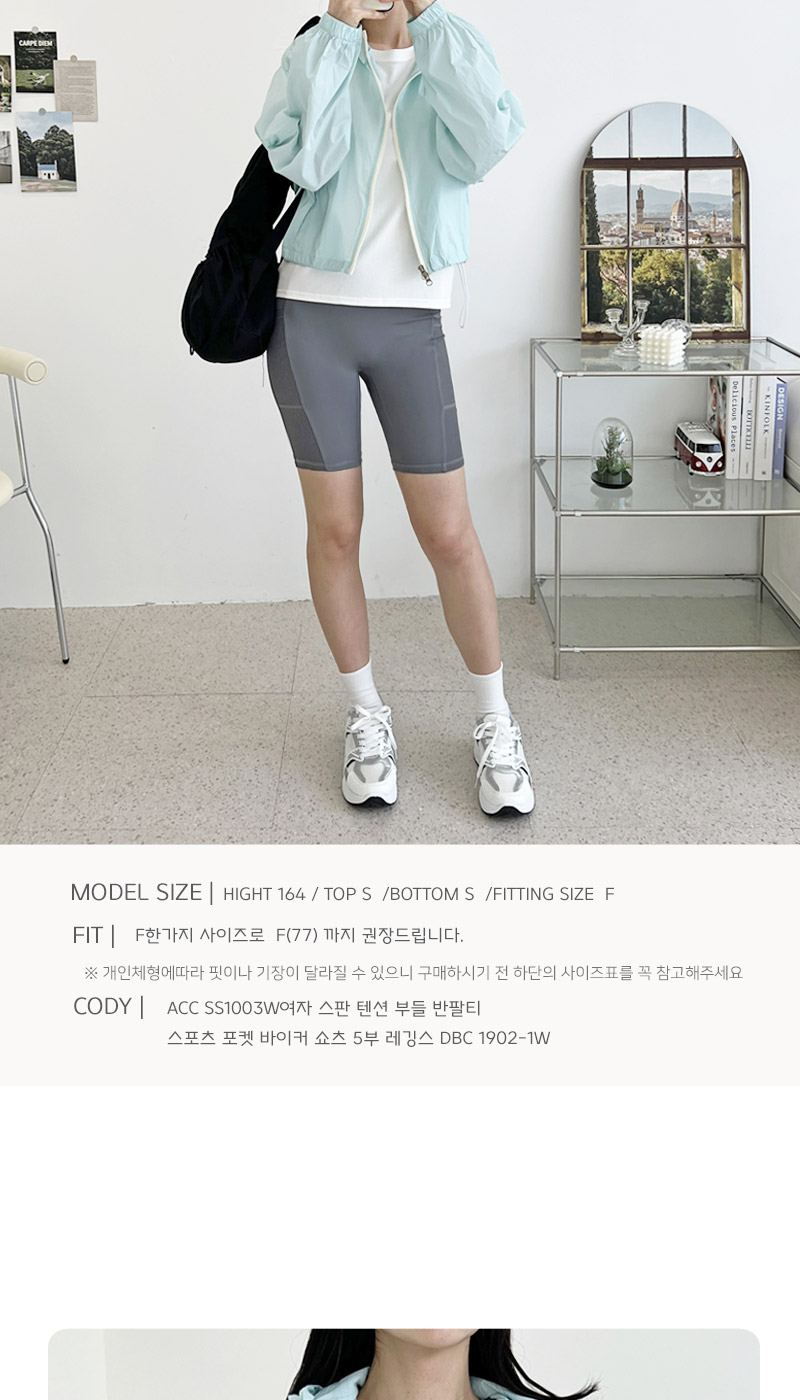 CARPE DIEM
Delicious Places
BOTTICELLI
KINFOLK
DESIGN
MODEL SIZE | HIGHT 164 / TOP S /BOTTOM S /FITTING SIZE F
FIT | F한가지 사이즈로 F(77) 까지 권장드립니다.
※ 개인체형에따라 핏이나 기장이 달라질 수 있으니 구매하시기 전 하단의 사이즈표를 꼭 참고해주세요
CODY | ACC SS1003W여자 스판 텐션 부들 반팔티
스포츠 포켓 바이커 쇼츠 5부 레깅스 DBC 1902-1W